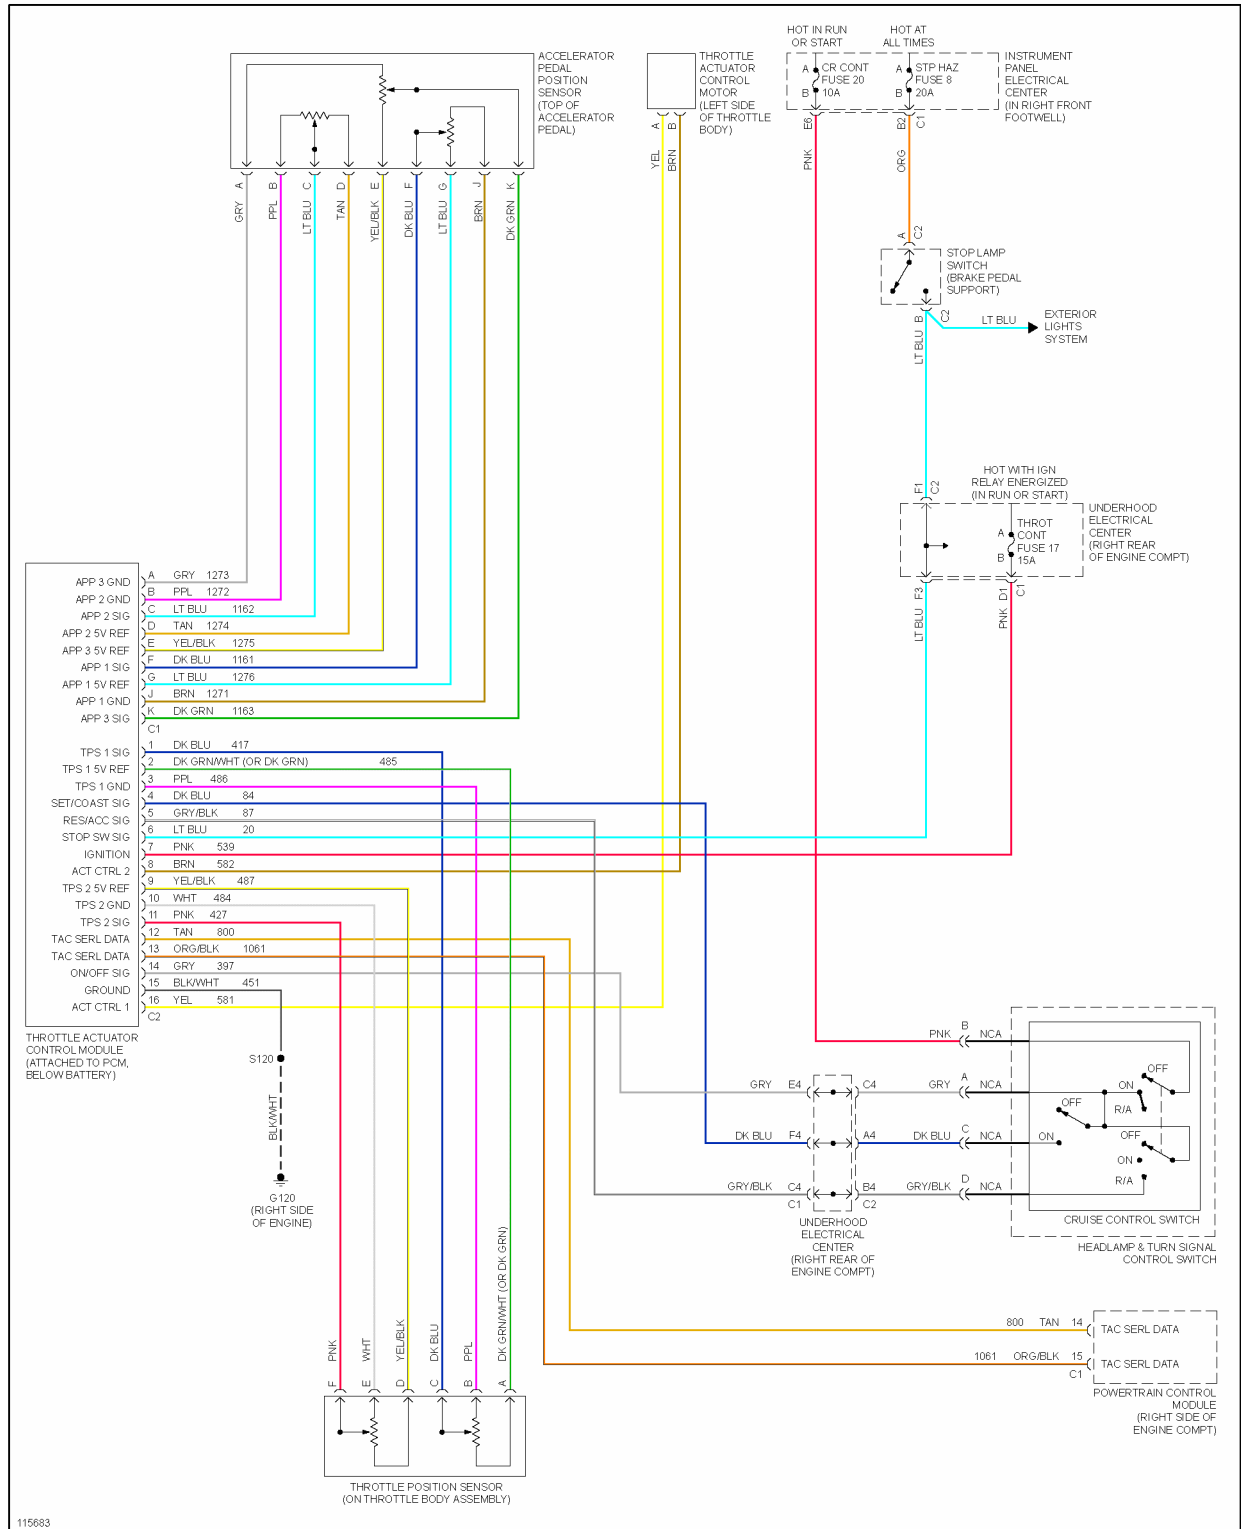 HOT IN RUN
OR START
HOT AT
ALL TIMES
ACCELERATOR
PEDAL
POSITION
SENSOR
(TOP OF
ACCELERATOR
PEDAL)
THROTTLE
ACTUATOR
CONTROL
MOTOR
(LEFT SIDE
OF THROTTLE
BODY)
A
CR CONT
FUSE 20
B
10A
A
STP HAZ
FUSE 8
B
20A
INSTRUMENT
PANEL
ELECTRICAL
CENTER
(IN RIGHT FRONT
FOOTWELL)
A
B
E6
B2
C1
YEL
BRN
PNK
ORG
A
B
C
D
E
F
G
J
K
GRY
PPL
LT BLU
TAN
YEL/BLK
DK BLU
LT BLU
BRN
DK GRN
A
C2
STOP LAMP
SWITCH
(BRAKE PEDAL
SUPPORT)
B
C2
LT BLU
LT BLU
EXTERIOR
LIGHTS
SYSTEM
HOT WITH IGN
RELAY ENERGIZED
(IN RUN OR START)
F1
C2
A
THROT
CONT
FUSE 17
B
15A
UNDERHOOD
ELECTRICAL
CENTER
(RIGHT REAR
OF ENGINE COMPT)
F3
D1
C1
LT BLU
PNK
APP 3 GND A GRY 1273
APP 2 GND B PPL 1272
APP 2 SIG C LT BLU 1162
APP 2 5V REF D TAN 1274
APP 3 5V REF E YEL/BLK 1275
APP 1 SIG F DK BLU 1161
APP 1 5V REF G LT BLU 1276
APP 1 GND J BRN 1271
APP 3 SIG K DK GRN 1163
C1
TPS 1 SIG 1 DK BLU 417
TPS 1 5V REF 2 DK GRN/WHT (OR DK GRN) 485
TPS 1 GND 3 PPL 486
SET/COAST SIG 4 DK BLU 84
RES/ACC SIG 5 GRY/BLK 87
STOP SW SIG 6 LT BLU 20
IGNITION 7 PNK 539
ACT CTRL 2 8 BRN 582
TPS 2 5V REF 9 YEL/BLK 487
TPS 2 GND 10 WHT 484
TPS 2 SIG 11 PNK 427
TAC SERL DATA 12 TAN 800
TAC SERL DATA 13 ORG/BLK 1061
ON/OFF SIG 14 GRY 397
GROUND 15 BLK/WHT 451
ACT CTRL 1 16 YEL 581
C2
THROTTLE ACTUATOR
CONTROL MODULE
(ATTACHED TO PCM,
BELOW BATTERY)
S120
BLK/WHT
G120
(RIGHT SIDE
OF ENGINE)
PNK B NCA
GRY E4 C4 GRY A NCA
DK BLU F4 A4 DK BLU C NCA
GRY/BLK C4 B4 GRY/BLK D NCA
C1 C2
UNDERHOOD
ELECTRICAL
CENTER
(RIGHT REAR OF
ENGINE COMPT)
OFF
ON
R/A
OFF
ON
OFF
ON
R/A
CRUISE CONTROL SWITCH
HEADLAMP & TURN SIGNAL
CONTROL SWITCH
800 TAN 14 TAC SERL DATA
1061 ORG/BLK 15 TAC SERL DATA
C1
POWERTRAIN CONTROL
MODULE
(RIGHT SIDE OF
ENGINE COMPT)
PNK
WHT
YEL/BLK
DK BLU
PPL
DK GRN/WHT (OR DK GRN)
F
E
D
C
B
A
THROTTLE POSITION SENSOR
(ON THROTTLE BODY ASSEMBLY)
115683